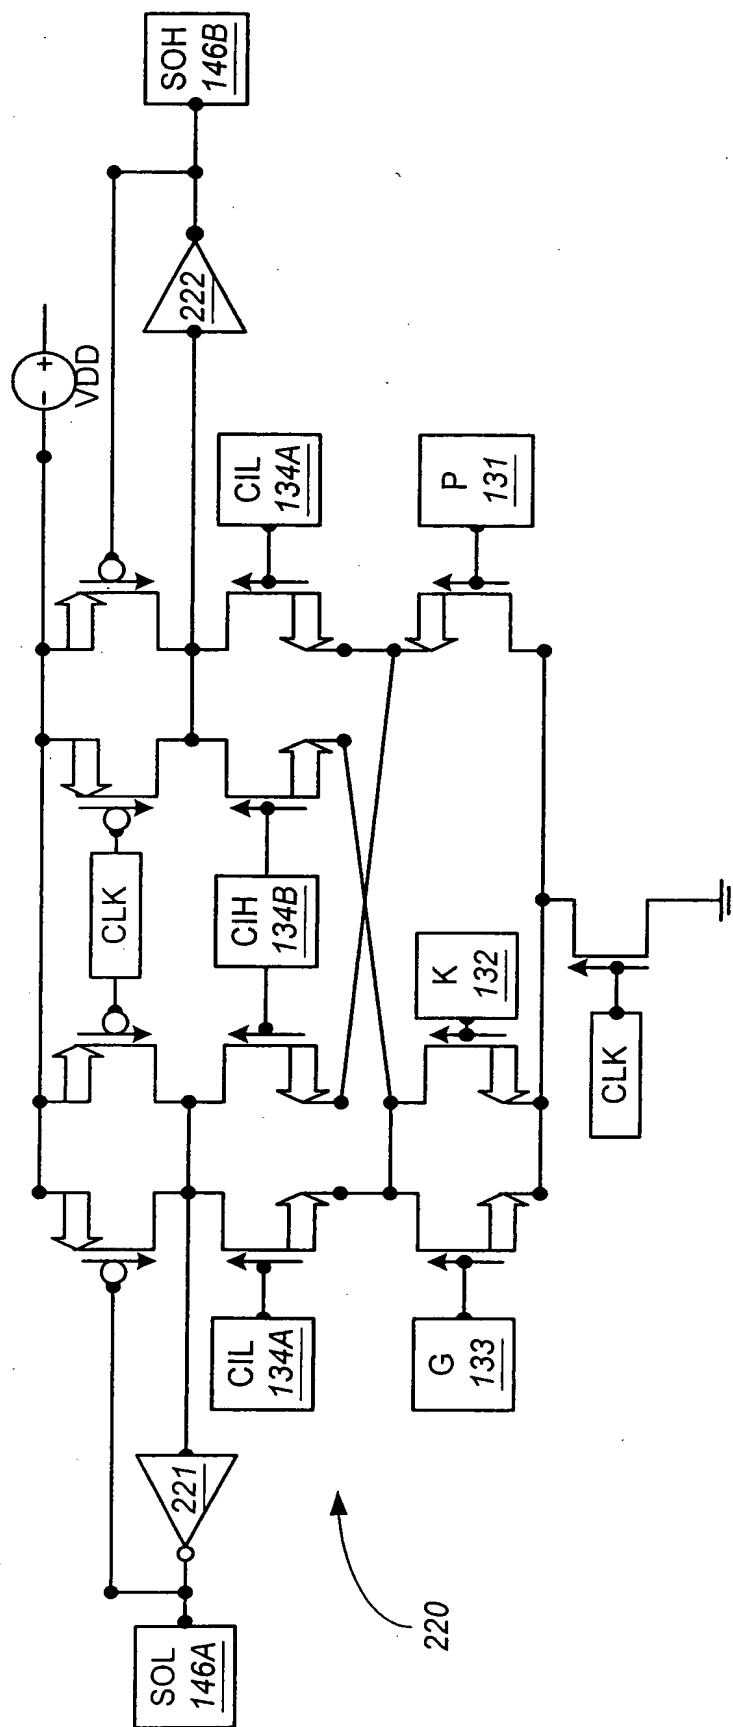 SOH
146B
222
+
-
VDD
CIL
134A
P
131
CLK
CIH
134B
K
132
CLK
CIL
134A
G
133
221
SOL
146A
220